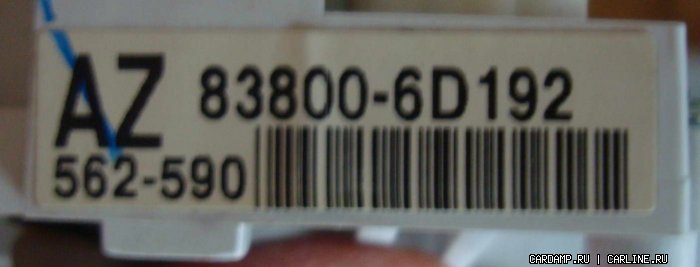 AZ 83800-6D192
562-590
CARDAMP.RU | CARLINE.RU